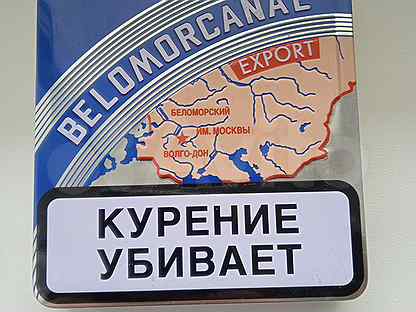 BELOMORCANAL
EXPORT
БЕЛОМОРСКИЙ
ИМ. МОСКВЫ
ВОЛГО-ДОН
КУРЕНИЕ
УБИВАЕТ